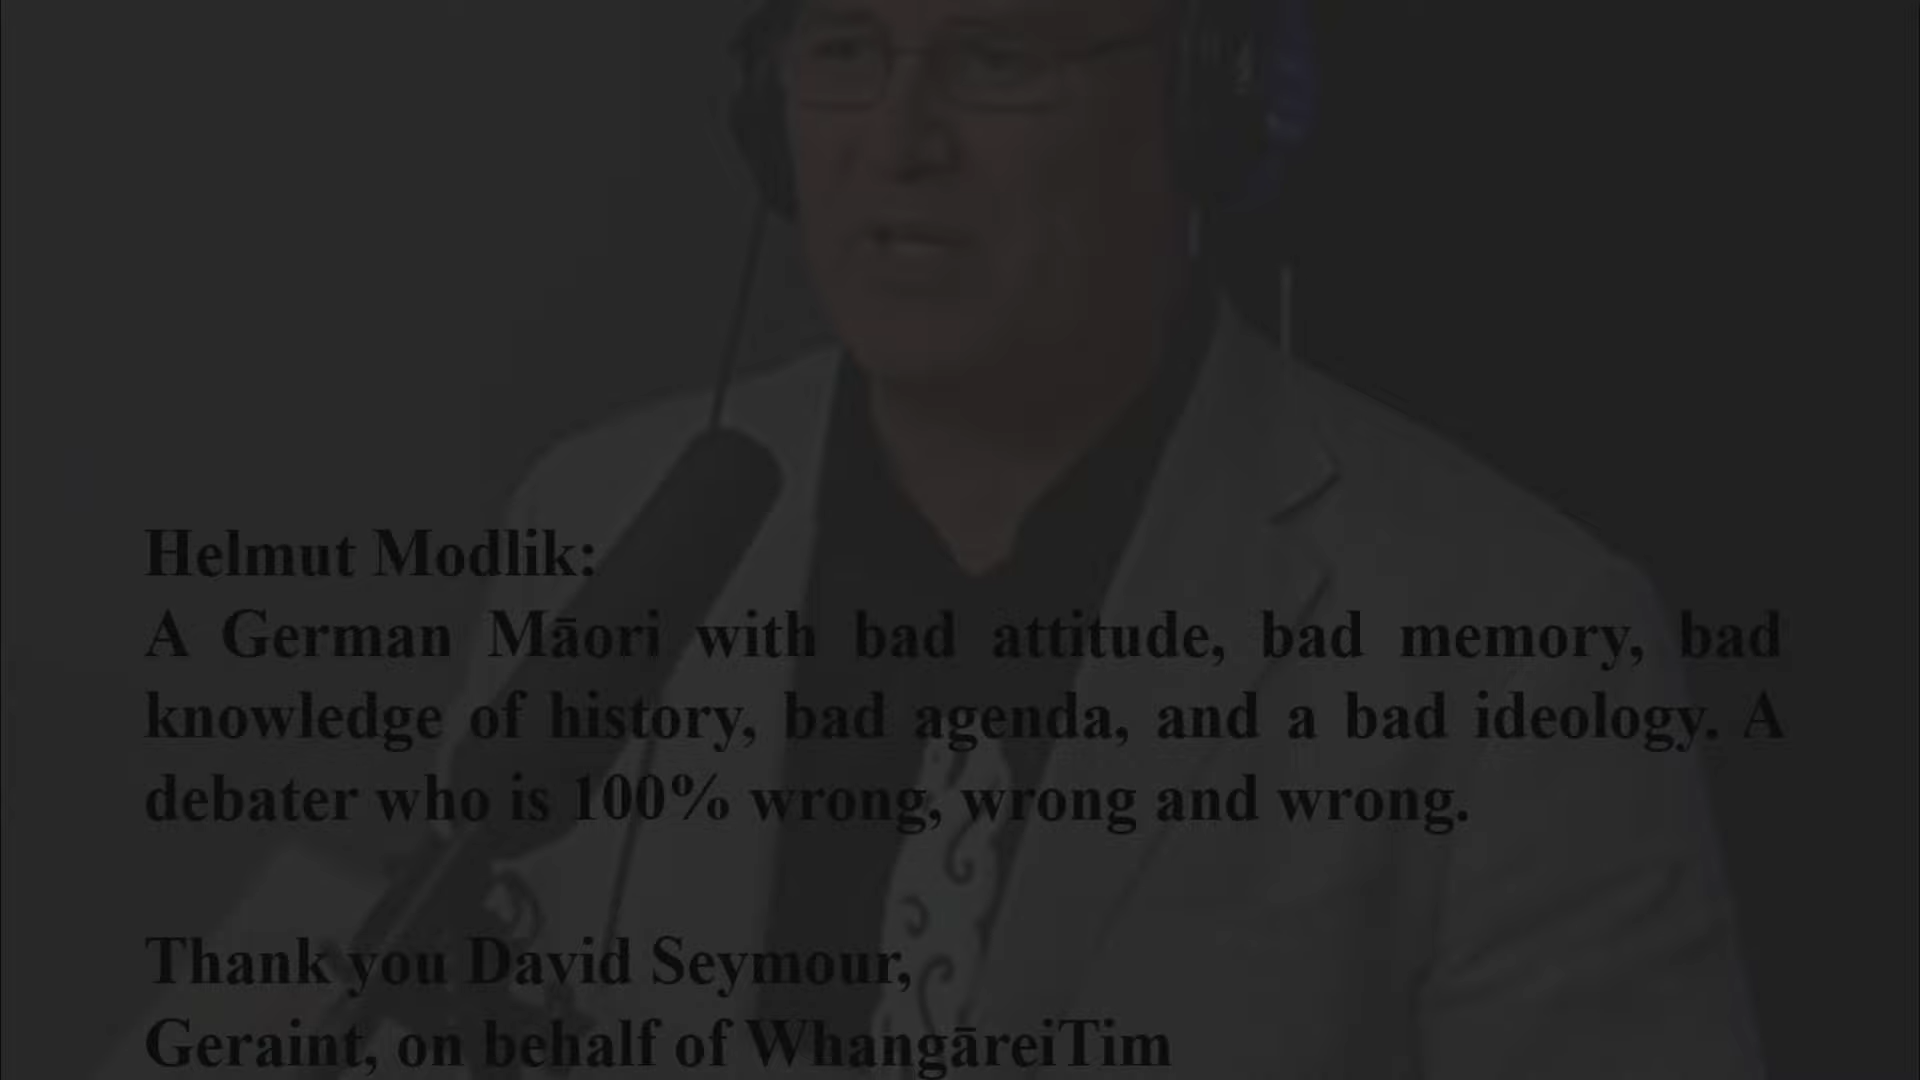 Helmut Modlik:
A German Māori with bad attitude, bad memory, bad
knowledge of history, bad agenda, and a bad ideology. A
debater who is 100% wrong, wrong and wrong.
Thank you David Seymour,
Geraint, on behalf of WhangāreiTim